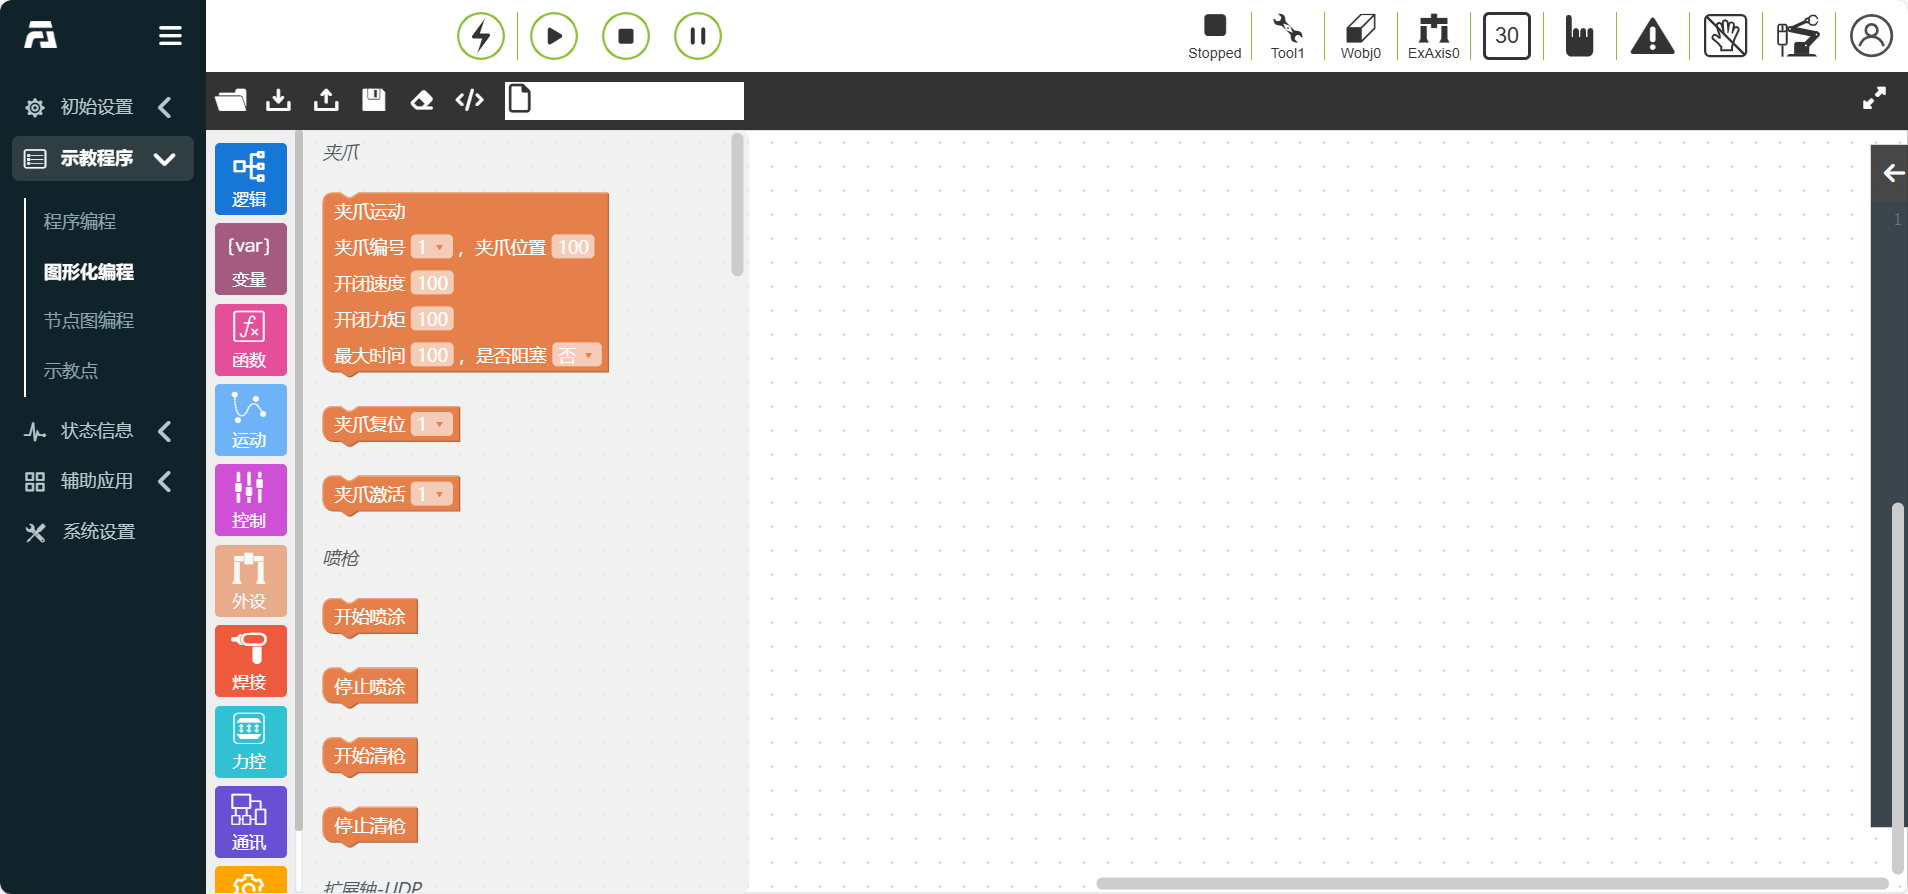 Stopped
Tool1
Wobj0
ExAxis0
30
初始设置
示教程序
程序编程
图形化编程
节点图编程
示教点
状态信息
辅助应用
系统设置
逻辑
{var}
变量
fx
函数
运动
控制
外设
焊接
力控
通讯
夹爪
夹爪运动
夹爪编号 1 ， 夹爪位置 100
开闭速度 100
开闭力矩 100
最大时间 100 ， 是否阻塞 否
夹爪复位 1
夹爪激活 1
喷枪
开始喷涂
停止喷涂
开始清枪
停止清枪
扩展轴-UDP
1